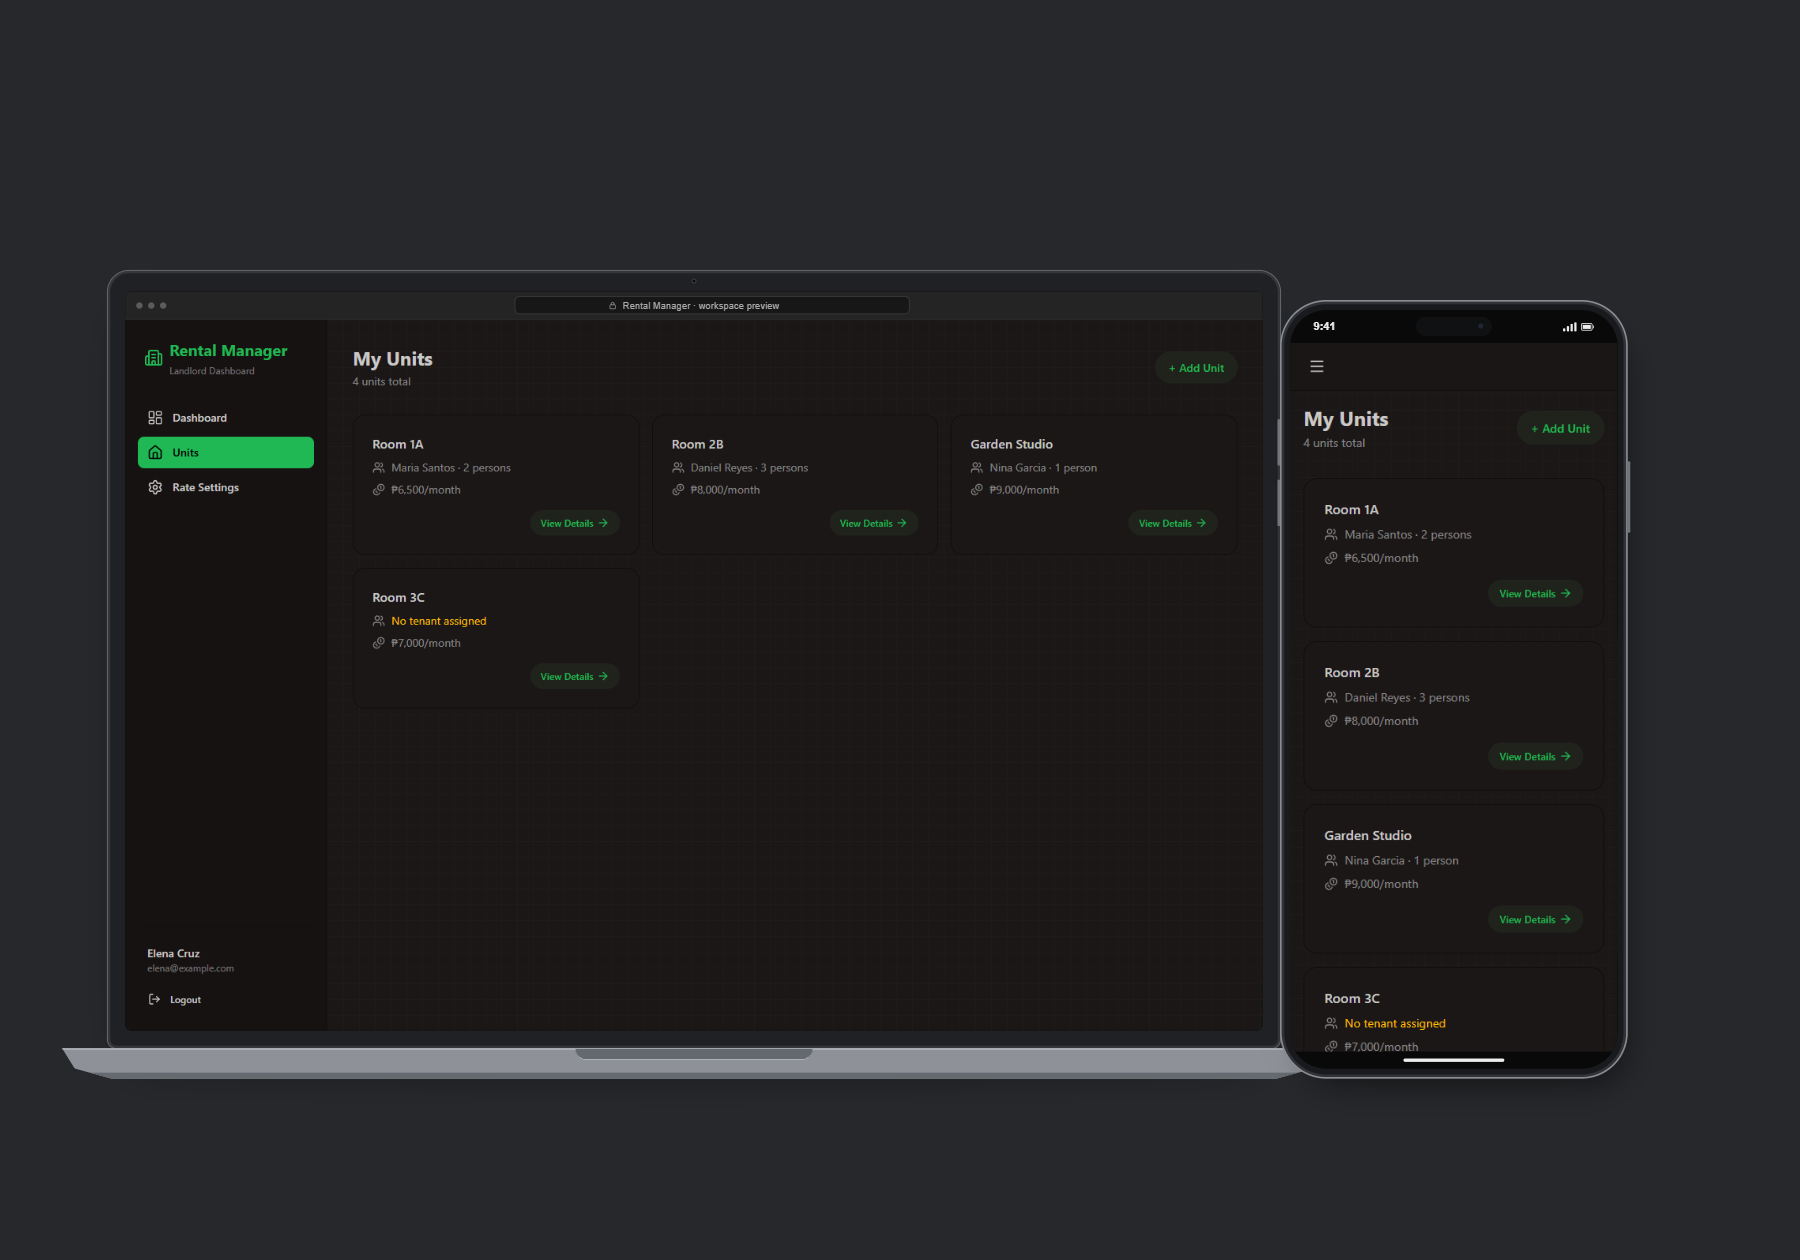 Rental Manager · workspace preview
Rental Manager
Landlord Dashboard
Dashboard
Units
Rate Settings
Elena Cruz
elena@example.com
Logout
My Units
4 units total
+ Add Unit
Room 1A
Maria Santos · 2 persons
₱6,500/month
View Details →
Room 2B
Daniel Reyes · 3 persons
₱8,000/month
View Details →
Garden Studio
Nina Garcia · 1 person
₱9,000/month
View Details →
Room 3C
No tenant assigned
₱7,000/month
View Details →
9:41
My Units
4 units total
+ Add Unit
Room 1A
Maria Santos · 2 persons
₱6,500/month
View Details →
Room 2B
Daniel Reyes · 3 persons
₱8,000/month
View Details →
Garden Studio
Nina Garcia · 1 person
₱9,000/month
View Details →
Room 3C
No tenant assigned
₱7,000/month